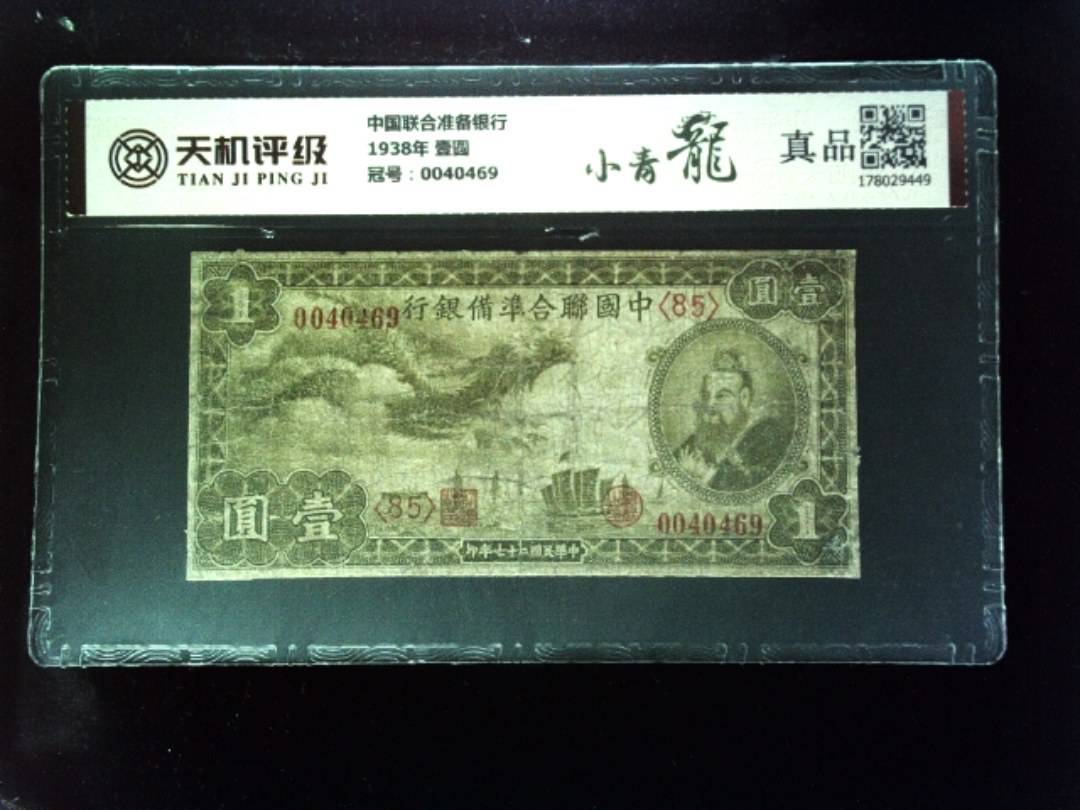 天机评级
TIAN JI PING JI
中国联合准备银行
1938年 壹圆
冠号：0040469
小青龍
真品
178029449
1
0040469
行銀備準合聯國中
〈85〉
圓壹
圓壹
〈85〉
0040469
1
印年七十二國民華中